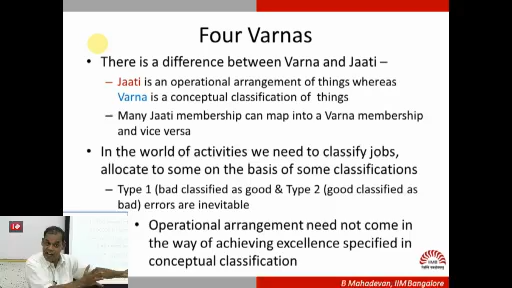 Four Varnas
• There is a difference between Varna and Jaati –
– Jaati is an operational arrangement of things whereas
Varna is a conceptual classification of things
– Many Jaati membership can map into a Varna membership
and vice versa
• In the world of activities we need to classify jobs,
allocate to some on the basis of some classifications
– Type 1 (bad classified as good & Type 2 (good classified as
bad) errors are inevitable
• Operational arrangement need not come in
the way of achieving excellence specified in
conceptual classification
IIMB
B Mahadevan, IIM Bangalore